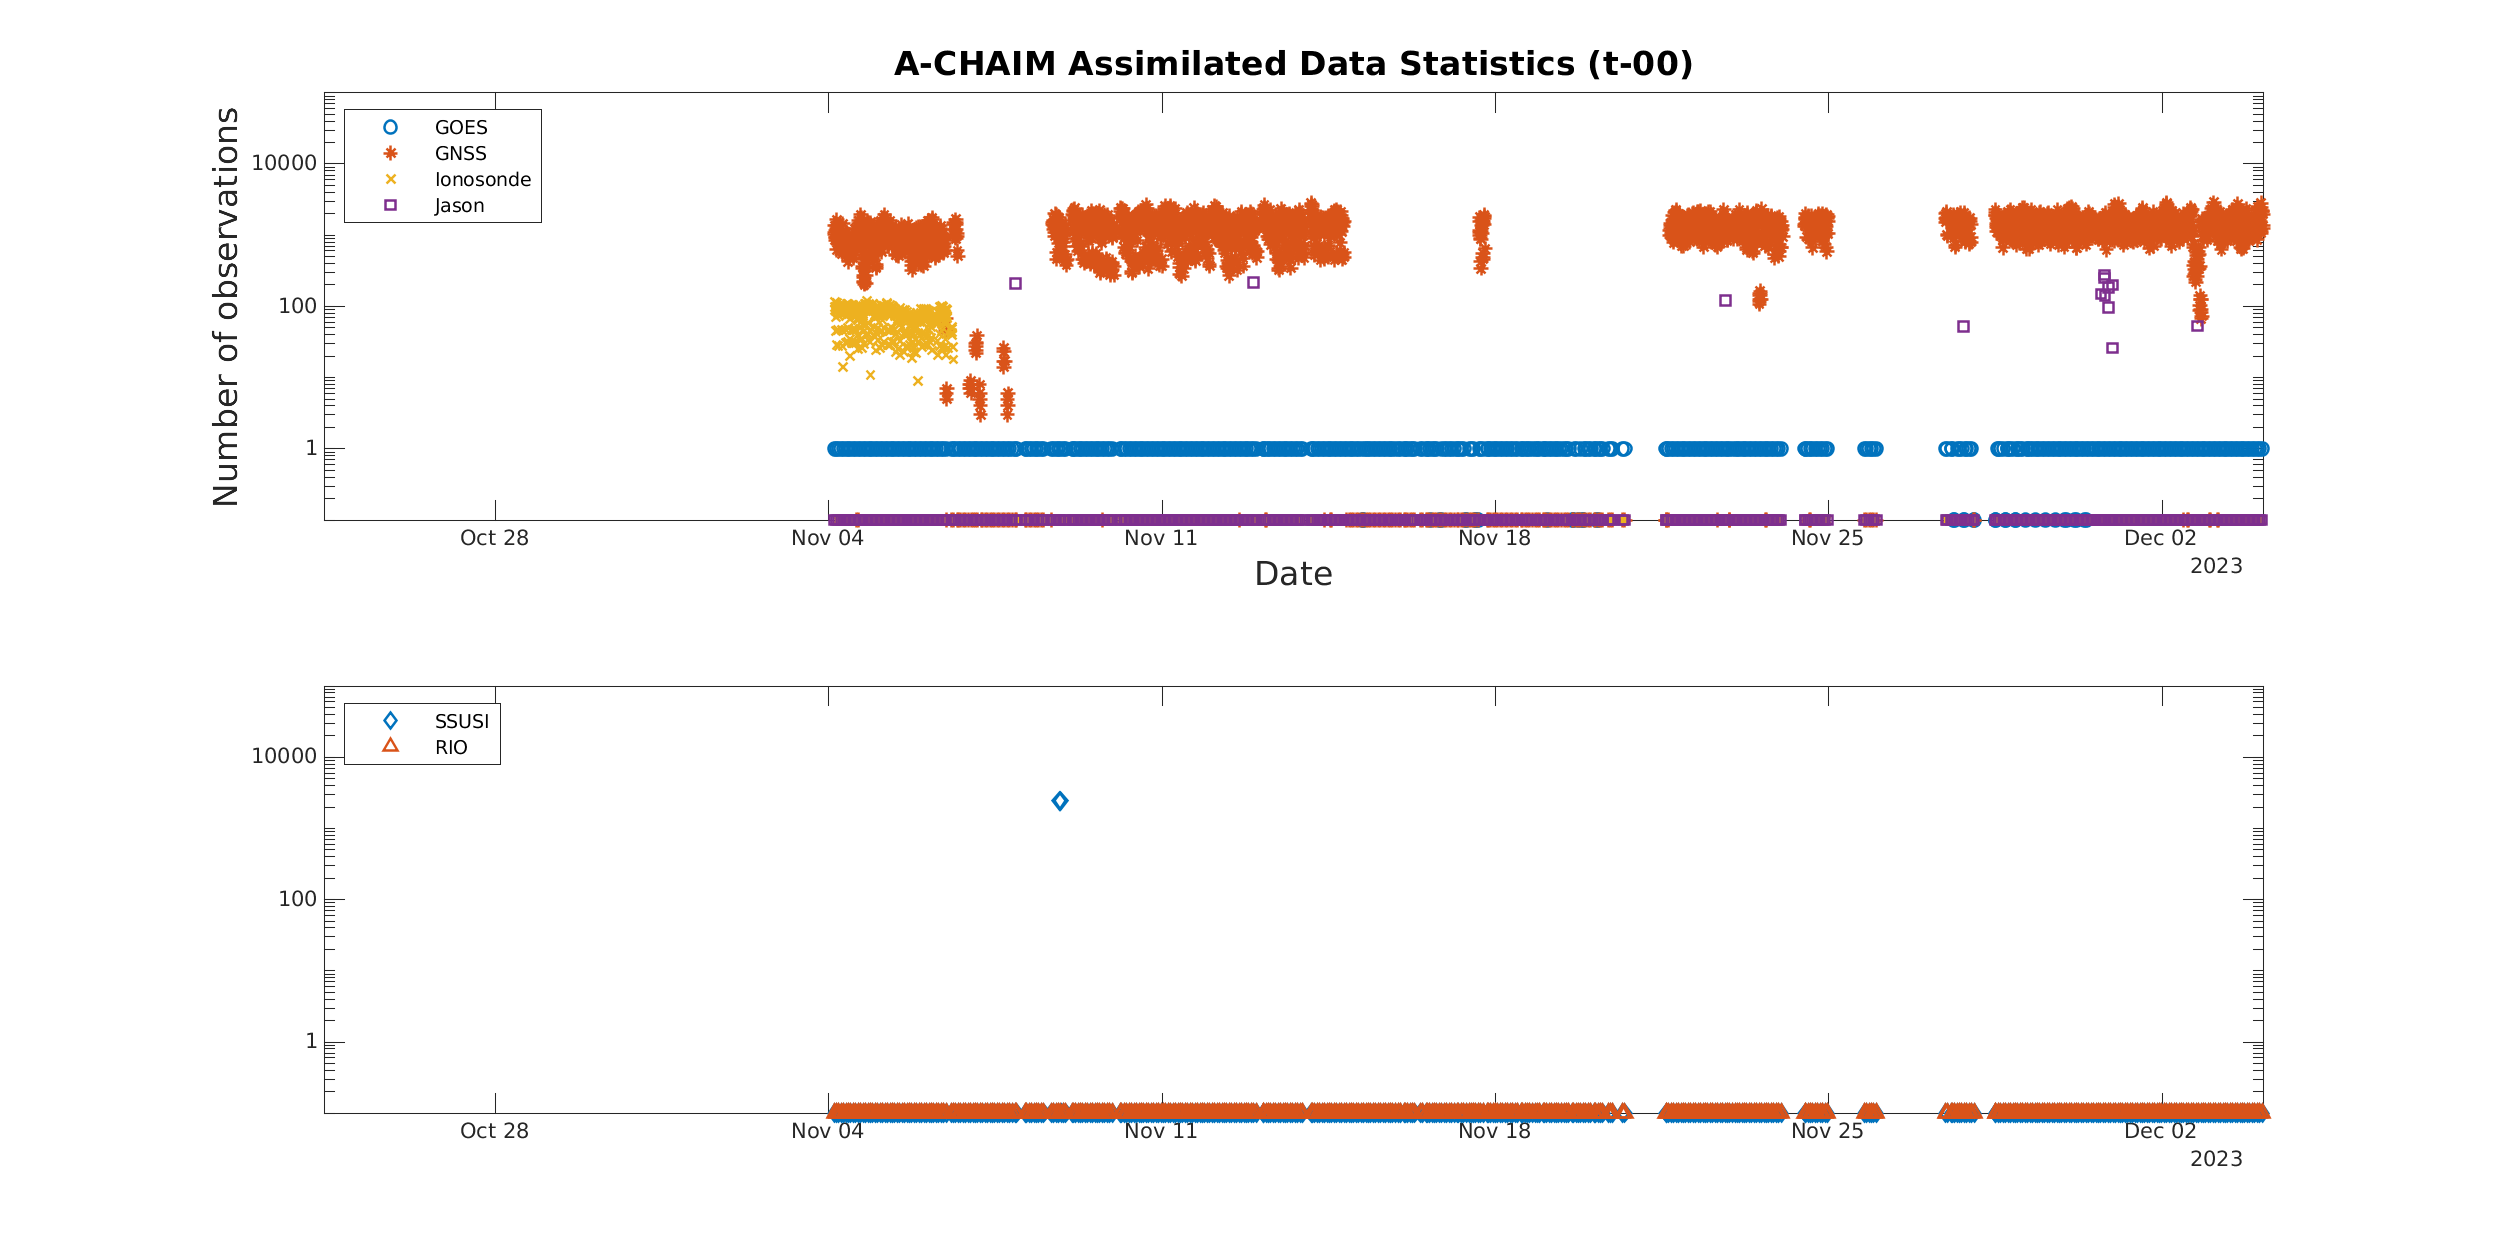 A-CHAIM Assimilated Data Statistics (t-00)
Number of observations
10000
100
1
GOES
GNSS
Ionosonde
Jason
Oct 28 Nov 04 Nov 11 Nov 18 Nov 25 Dec 02
2023
Date
10000
100
1
SSUSI
RIO
Oct 28 Nov 04 Nov 11 Nov 18 Nov 25 Dec 02
2023